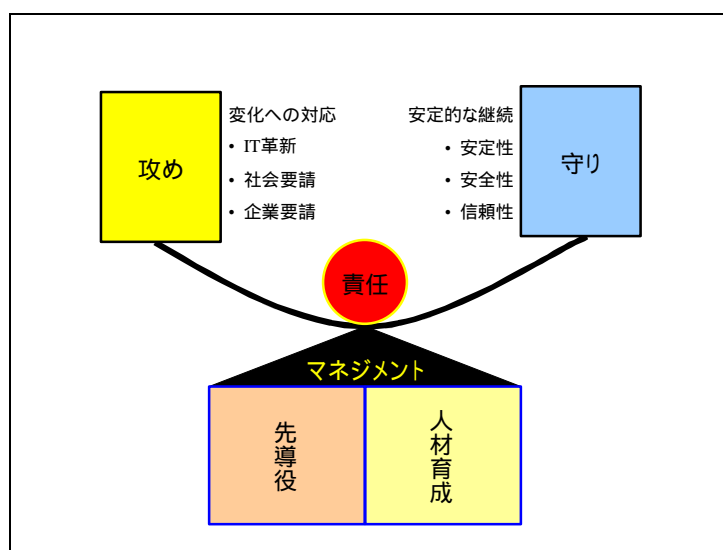 攻め
変化への対応
• IT革新
• 社会要請
• 企業要請
安定的な継続
• 安定性
• 安全性
• 信頼性
守り
責任
マネジメント
先導役
人材育成